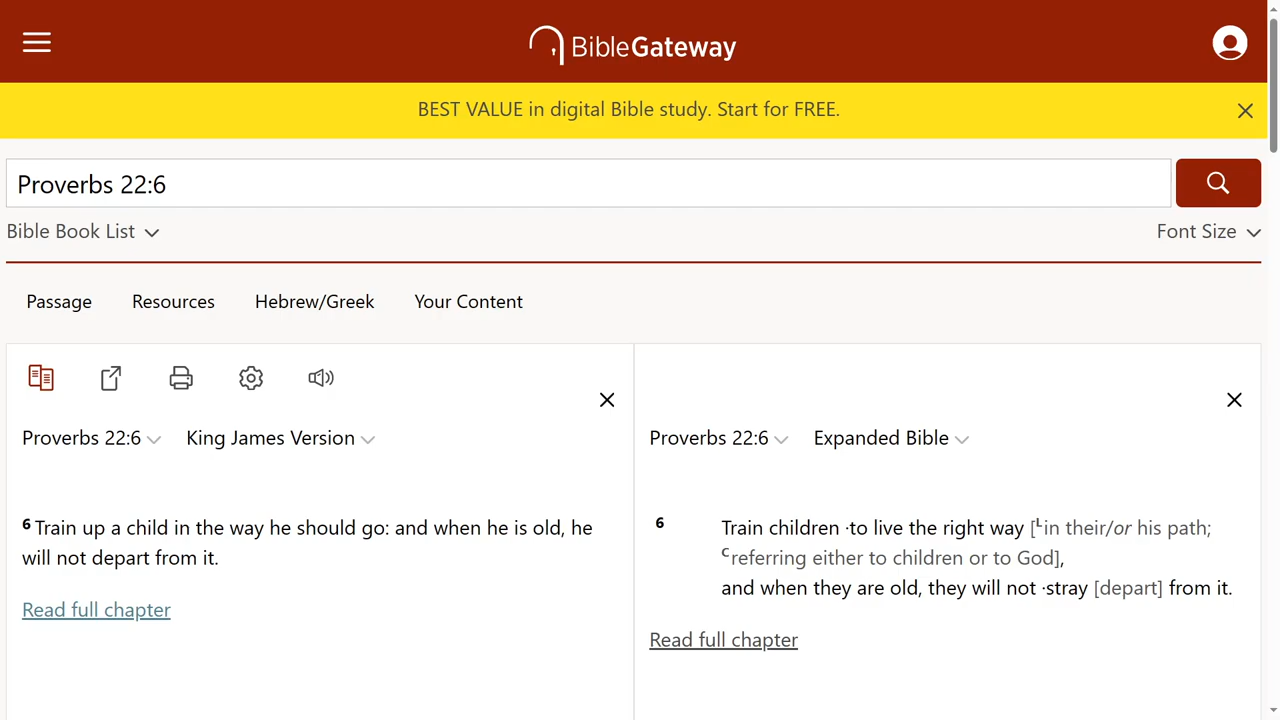 BibleGateway
BEST VALUE in digital Bible study. Start for FREE.
Proverbs 22:6
Bible Book List
Font Size
Passage Resources Hebrew/Greek Your Content
Proverbs 22:6 King James Version
6 Train up a child in the way he should go: and when he is old, he
will not depart from it.
Read full chapter
Proverbs 22:6 Expanded Bible
6 Train children ·to live the right way [Lin their/or his path;
Creferring either to children or to God],
and when they are old, they will not ·stray [depart] from it.
Read full chapter